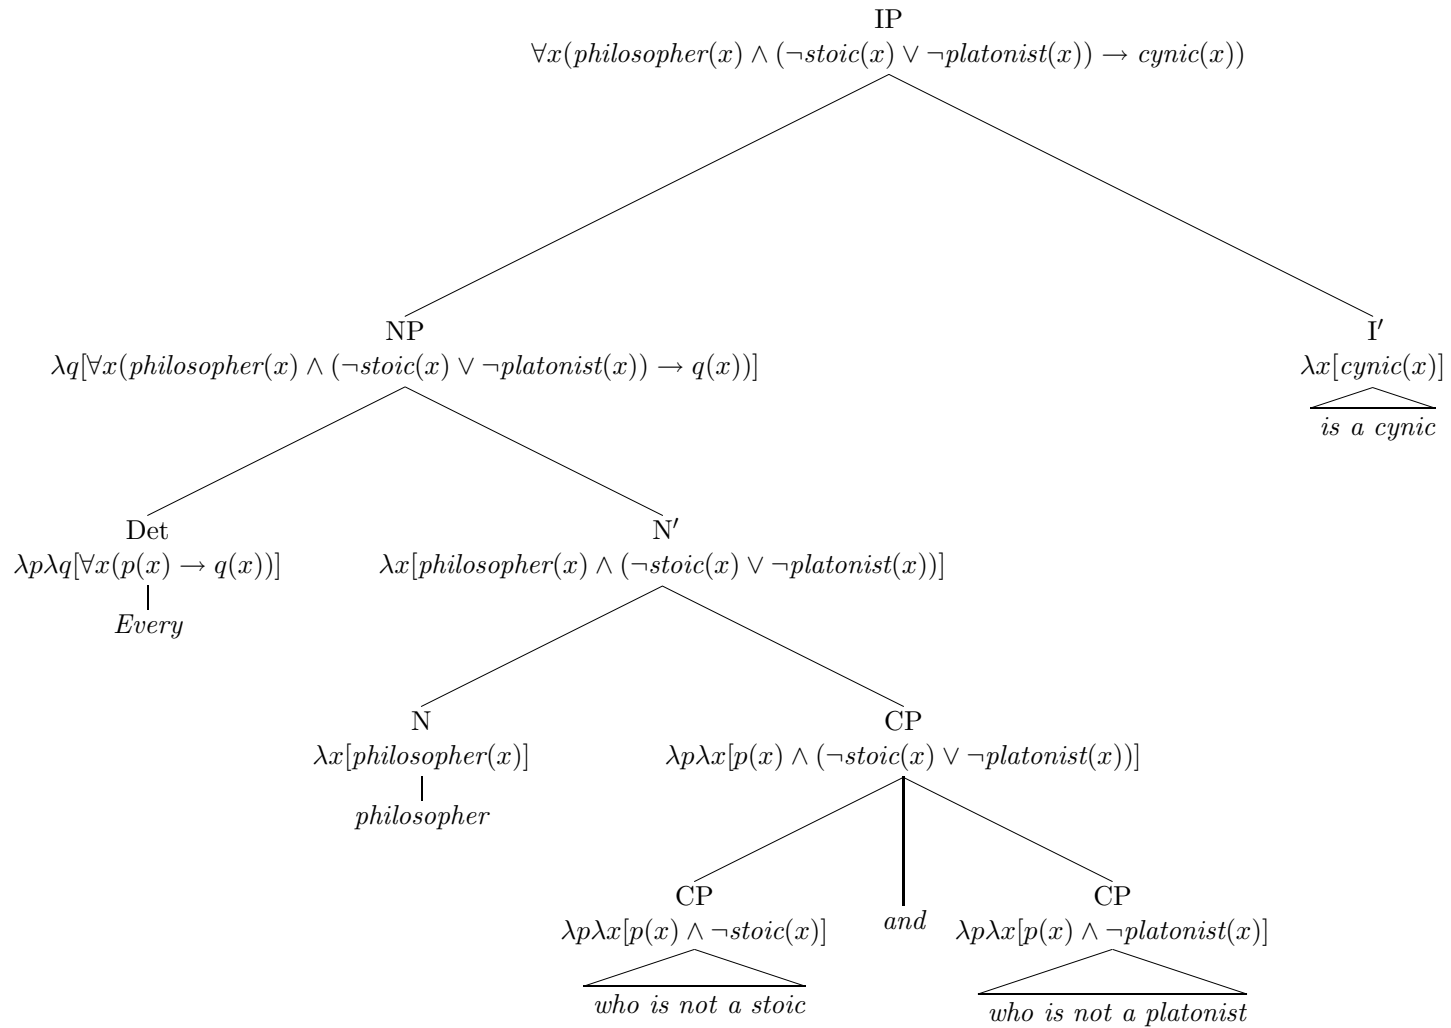 IP
∀x(philosopher(x) ∧ (¬stoic(x) ∨ ¬platonist(x)) → cynic(x))
NP
λq[∀x(philosopher(x) ∧ (¬stoic(x) ∨ ¬platonist(x)) → q(x))]
I′
λx[cynic(x)]
is a cynic
Det
λpλq[∀x(p(x) → q(x))]
Every
N′
λx[philosopher(x) ∧ (¬stoic(x) ∨ ¬platonist(x))]
N
λx[philosopher(x)]
philosopher
CP
λpλx[p(x) ∧ (¬stoic(x) ∨ ¬platonist(x))]
CP
λpλx[p(x) ∧ ¬stoic(x)]
who is not a stoic
and
CP
λpλx[p(x) ∧ ¬platonist(x)]
who is not a platonist